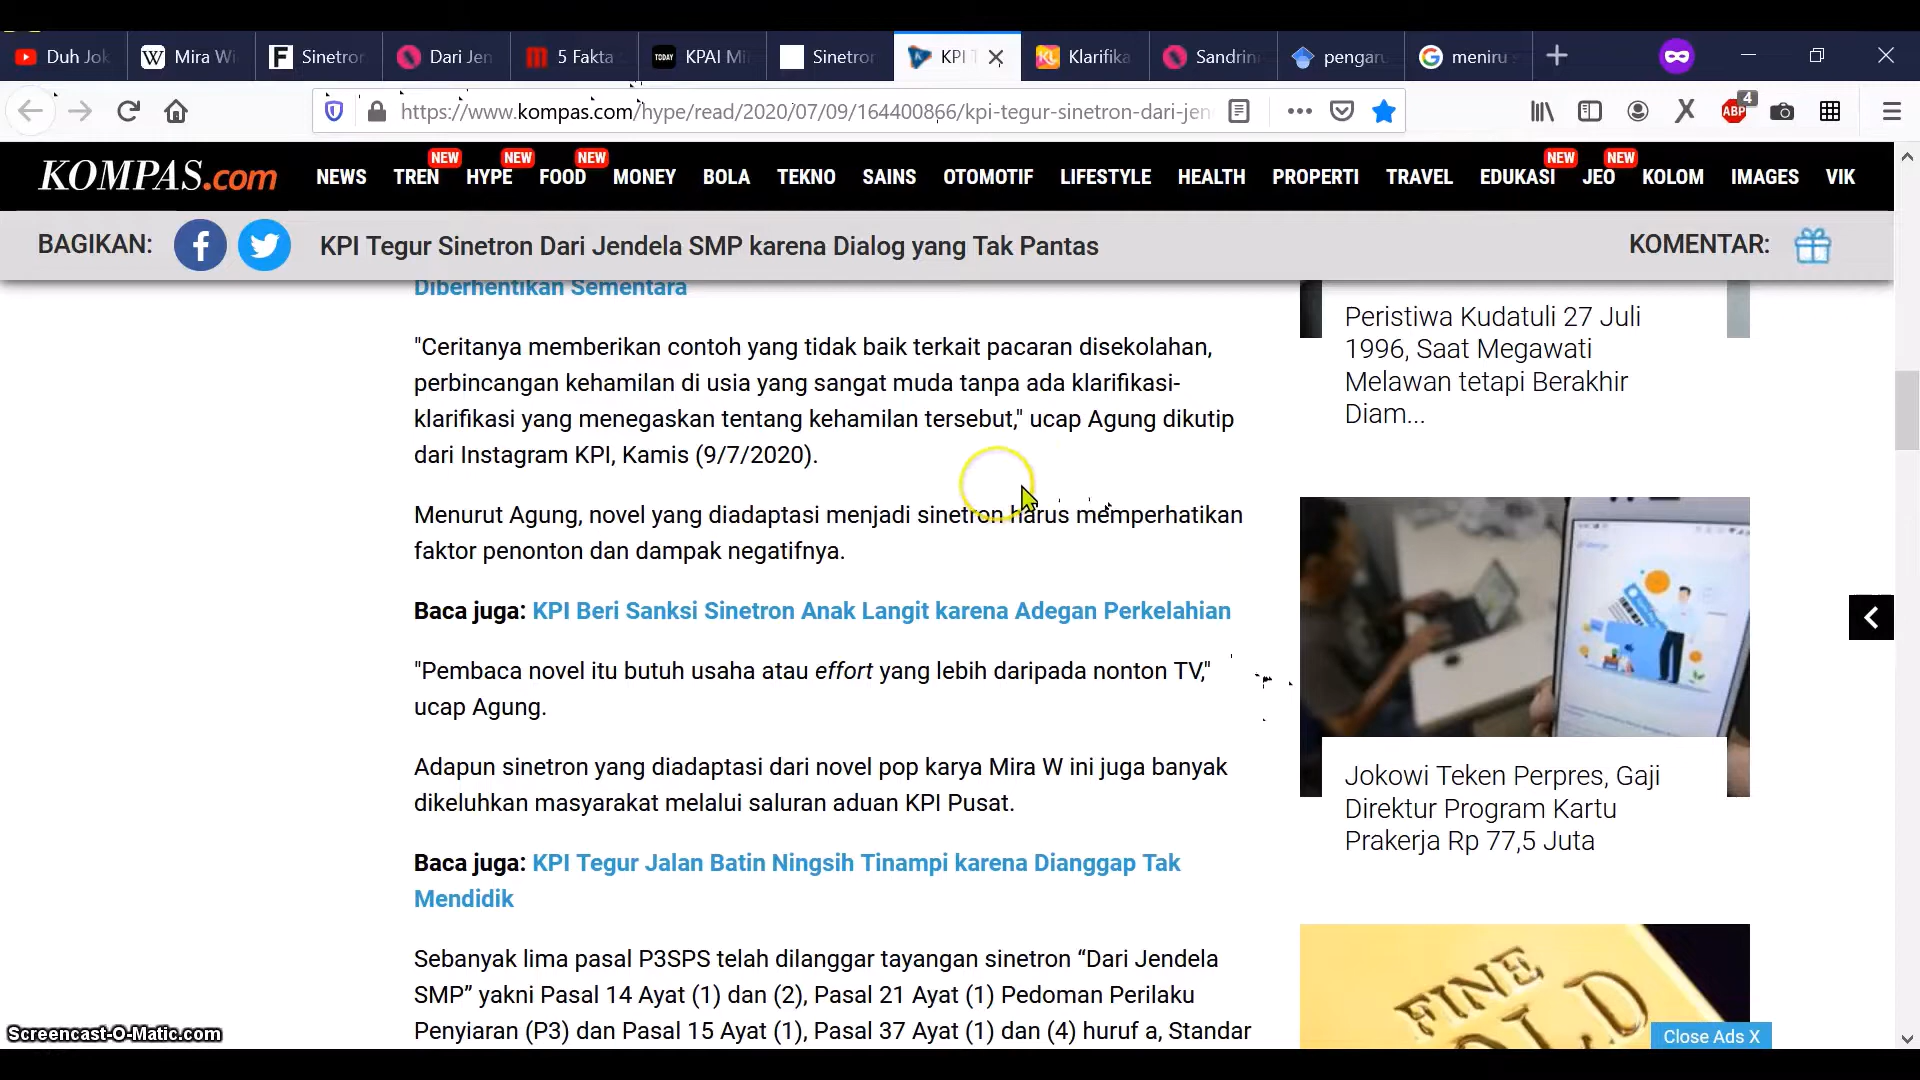 Duh Jok
Mira Wi
Sinetron
Dari Jen
5 Fakta
TODAY
KPAI Mi
Sinetron
KPI T
Klarifika
Sandrin
pengaru
meniru
https://www.kompas.com/hype/read/2020/07/09/164400866/kpi-tegur-sinetron-dari-jen
ABP
4
KOMPAS.com
NEWS
TREN
NEW
HYPE
NEW
FOOD
NEW
MONEY
BOLA
TEKNO
SAINS
OTOMOTIF
LIFESTYLE
HEALTH
PROPERTI
TRAVEL
EDUKASI
NEW
JEO
NEW
KOLOM
IMAGES
VIK
BAGIKAN:
KPI Tegur Sinetron Dari Jendela SMP karena Dialog yang Tak Pantas
KOMENTAR:
Diberhentikan Sementara
"Ceritanya memberikan contoh yang tidak baik terkait pacaran disekolahan,
perbincangan kehamilan di usia yang sangat muda tanpa ada klarifikasi-
klarifikasi yang menegaskan tentang kehamilan tersebut," ucap Agung dikutip
dari Instagram KPI, Kamis (9/7/2020).
Menurut Agung, novel yang diadaptasi menjadi sinetron harus memperhatikan
faktor penonton dan dampak negatifnya.
Baca juga: KPI Beri Sanksi Sinetron Anak Langit karena Adegan Perkelahian
"Pembaca novel itu butuh usaha atau effort yang lebih daripada nonton TV,"
ucap Agung.
Adapun sinetron yang diadaptasi dari novel pop karya Mira W ini juga banyak
dikeluhkan masyarakat melalui saluran aduan KPI Pusat.
Baca juga: KPI Tegur Jalan Batin Ningsih Tinampi karena Dianggap Tak
Mendidik
Sebanyak lima pasal P3SPS telah dilanggar tayangan sinetron “Dari Jendela
SMP” yakni Pasal 14 Ayat (1) dan (2), Pasal 21 Ayat (1) Pedoman Perilaku
Penyiaran (P3) dan Pasal 15 Ayat (1), Pasal 37 Ayat (1) dan (4) huruf a, Standar
Peristiwa Kudatuli 27 Juli
1996, Saat Megawati
Melawan tetapi Berakhir
Diam...
Jokowi Teken Perpres, Gaji
Direktur Program Kartu
Prakerja Rp 77,5 Juta
FINE
Close Ads X
Screencast-O-Matic.com